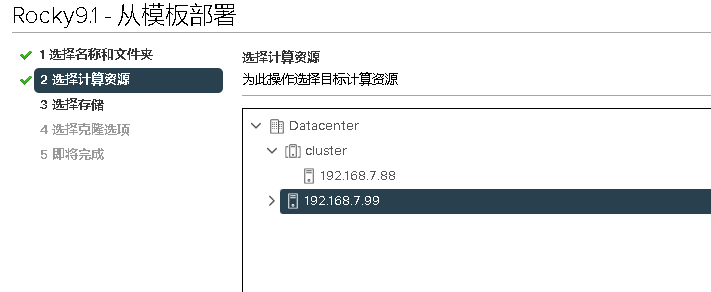 Rocky9.1 - 从模板部署
1 选择名称和文件夹
2 选择计算资源
3 选择存储
4 选择克隆选项
5 即将完成
选择计算资源
为此操作选择目标计算资源
Datacenter
cluster
192.168.7.88
192.168.7.99